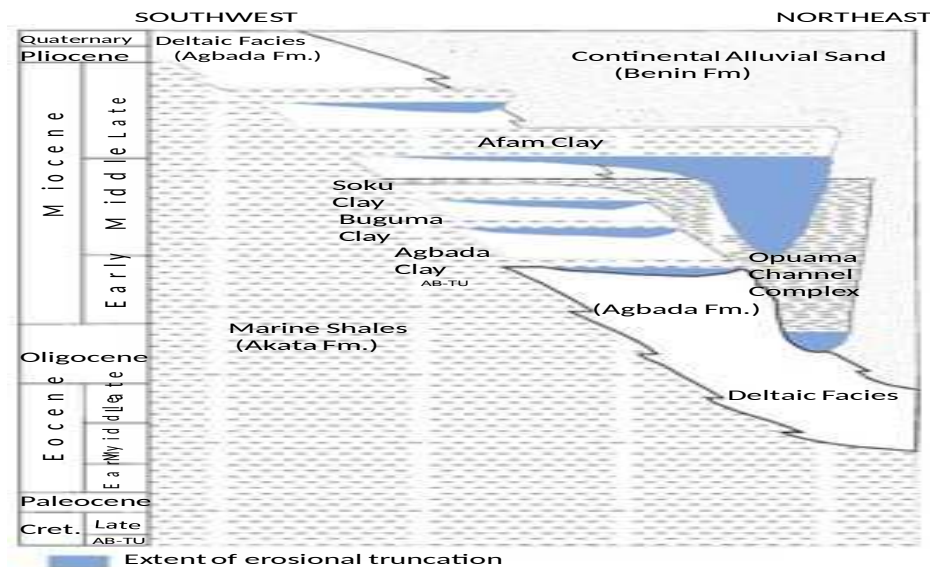 SOUTHWEST
NORTHEAST
Quaternary
Pliocene
Miocene
Late
Middle
Early
Oligocene
Eocene
Late
Paleocene
Cret.
Late
AB-TU
Deltaic Facies
(Agbada Fm.)
Continental Alluvial Sand
(Benin Fm)
Afam Clay
Soku
Clay
Buguma
Clay
Agbada
Clay
AB-TU
Opuama
Channel
Complex
(Agbada Fm.)
Marine Shales
(Akata Fm.)
Deltaic Facies
Extent of erosional truncation